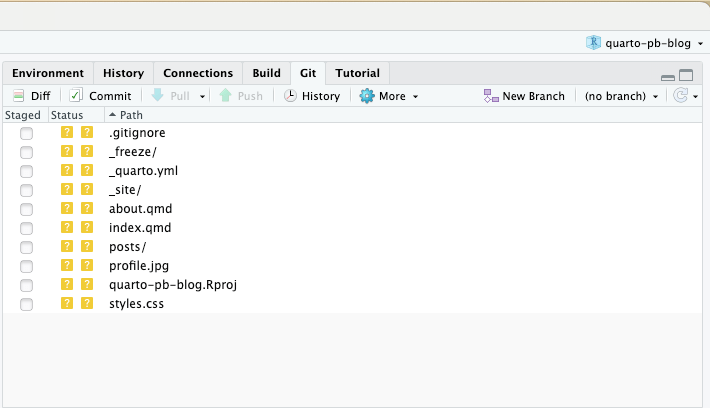 quarto-pb-blog
Environment History Connections Build Git Tutorial
Diff Commit Pull Push History More New Branch (no branch)
Staged Status Path
? ? .gitignore
? ? _freeze/
? ? _quarto.yml
? ? _site/
? ? about.qmd
? ? index.qmd
? ? posts/
? ? profile.jpg
? ? quarto-pb-blog.Rproj
? ? styles.css